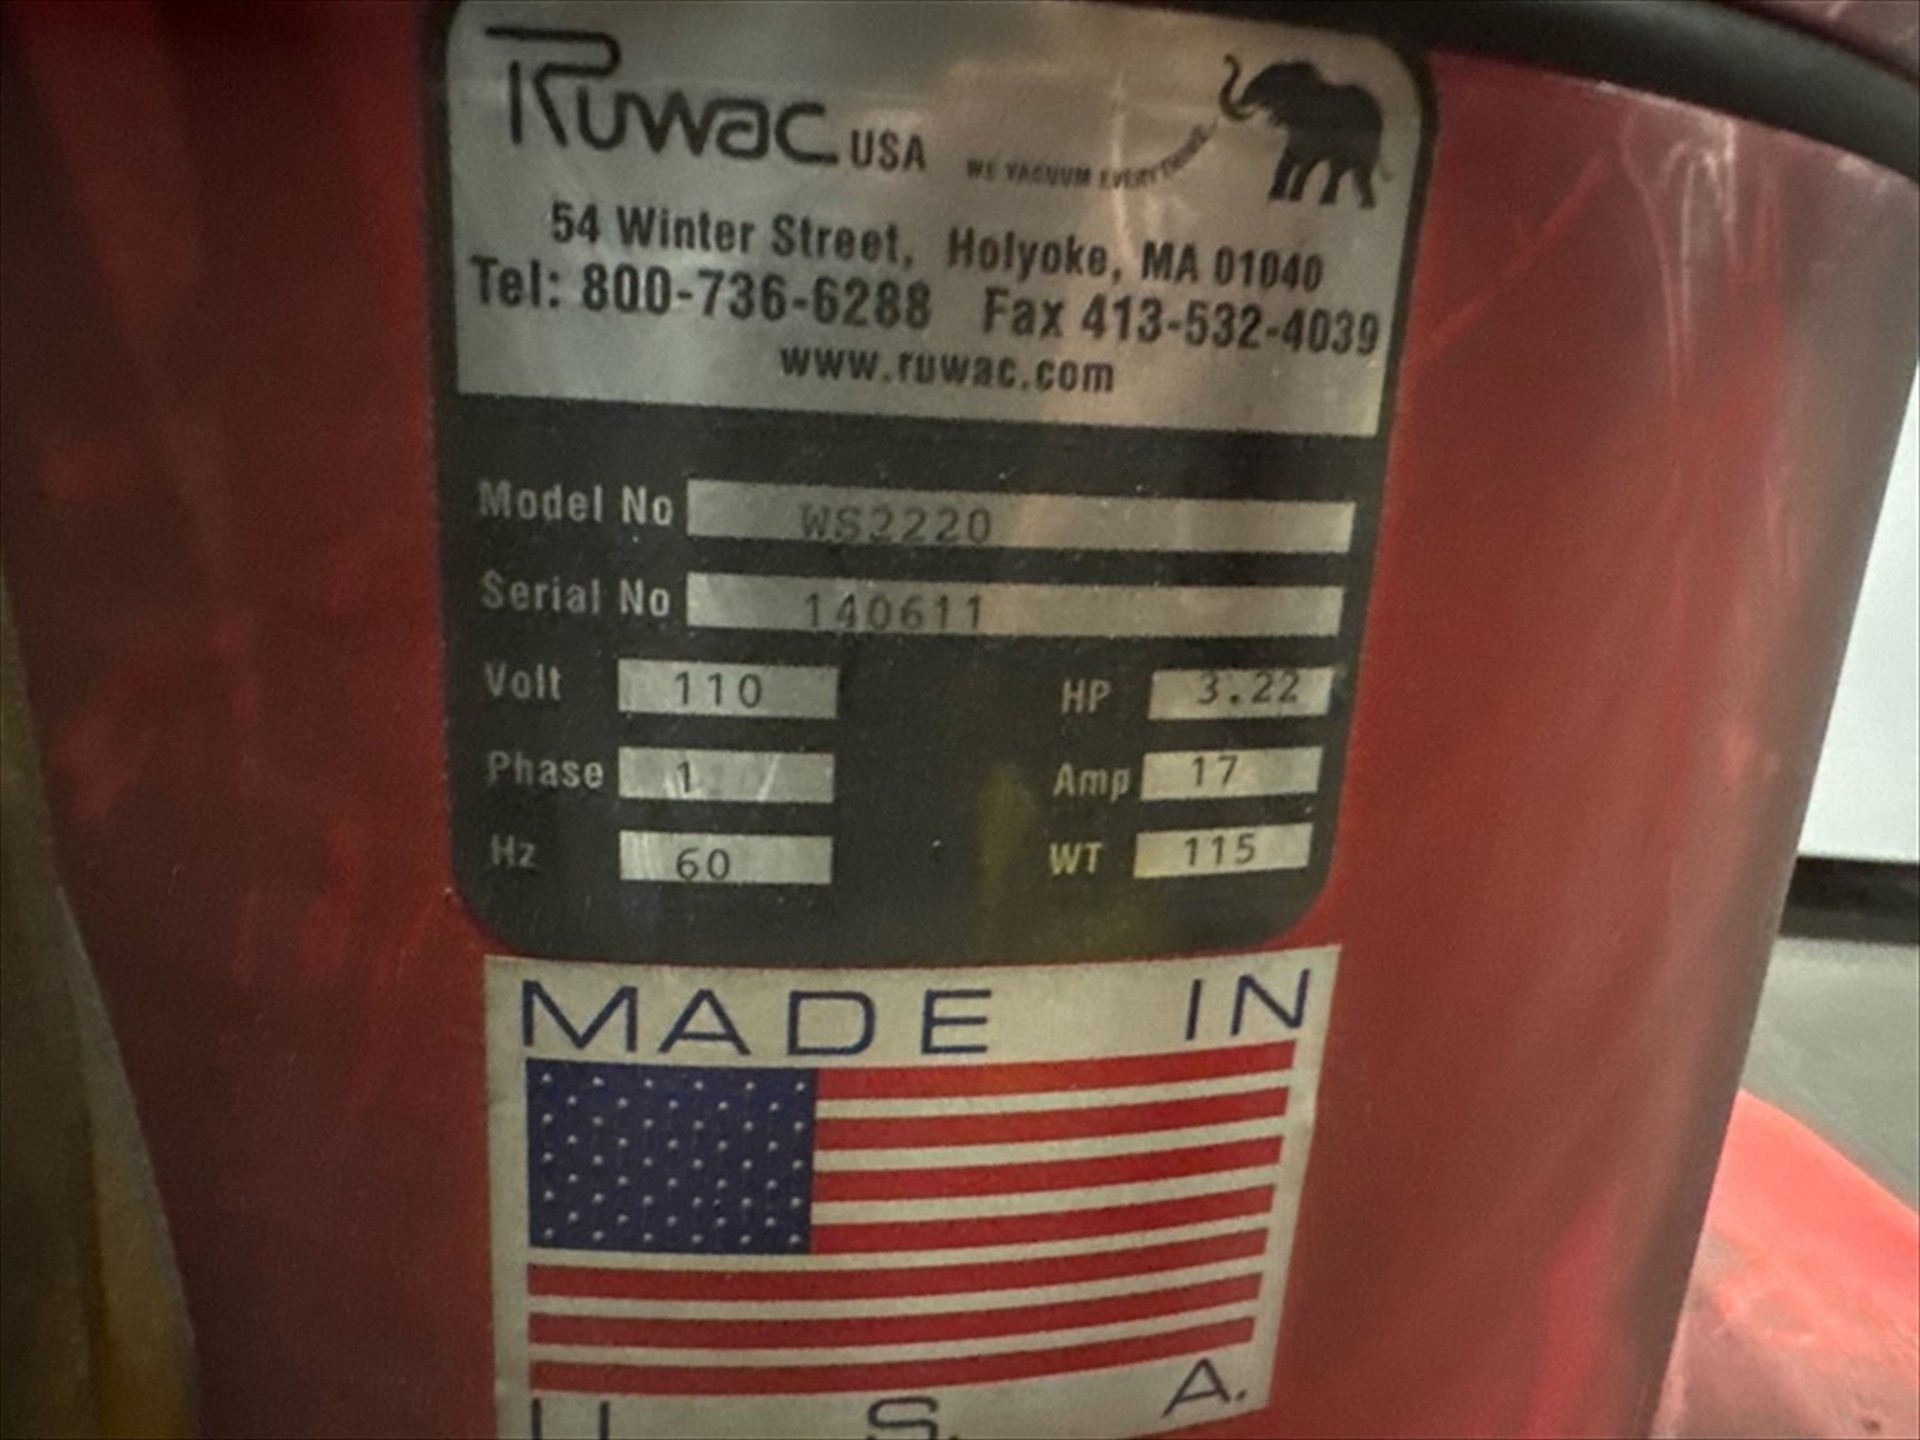 Ruwac USA WE VACUUM EVERYTHING
54 Winter Street, Holyoke, MA 01040
Tel: 800-736-6288 Fax 413-532-4039
www.ruwac.com
Model No WS2220
Serial No 140611
Volt 110 HP 3.22
Phase 1 Amp 17
Hz 60 WT 115
MADE IN
U. S. A.